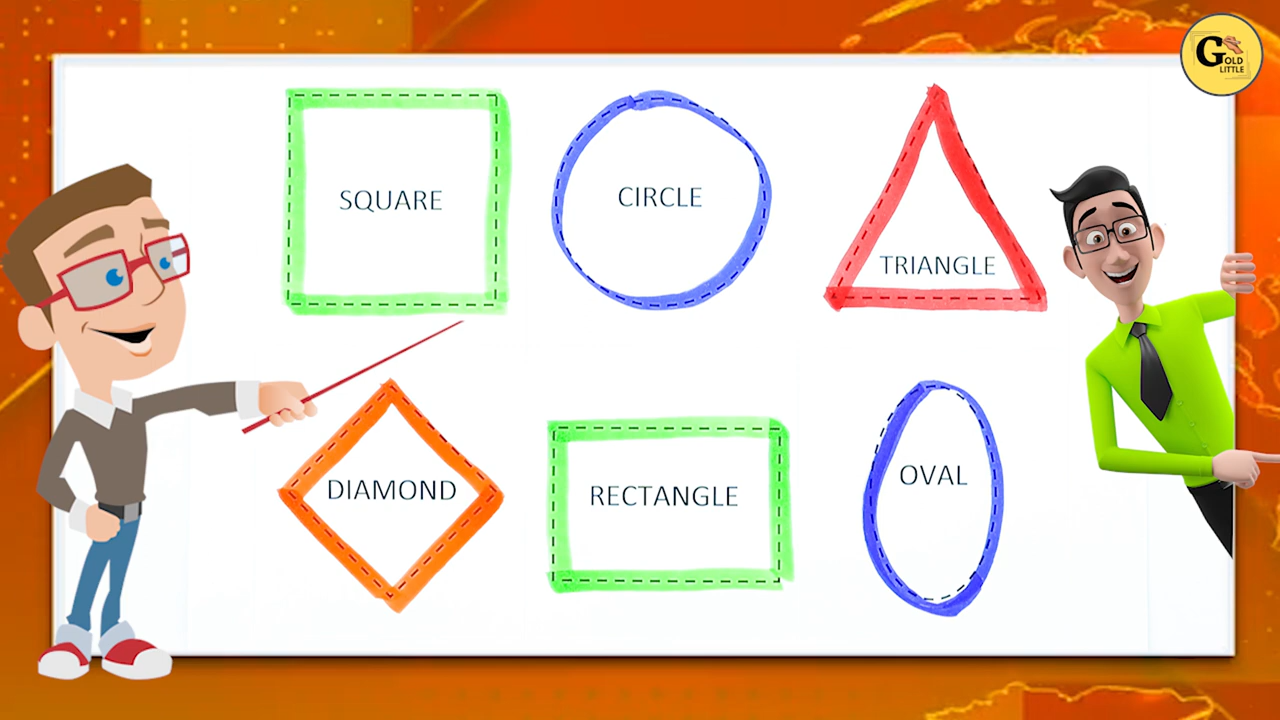 GOLD
LITTLE
SQUARE
CIRCLE
TRIANGLE
DIAMOND
RECTANGLE
OVAL